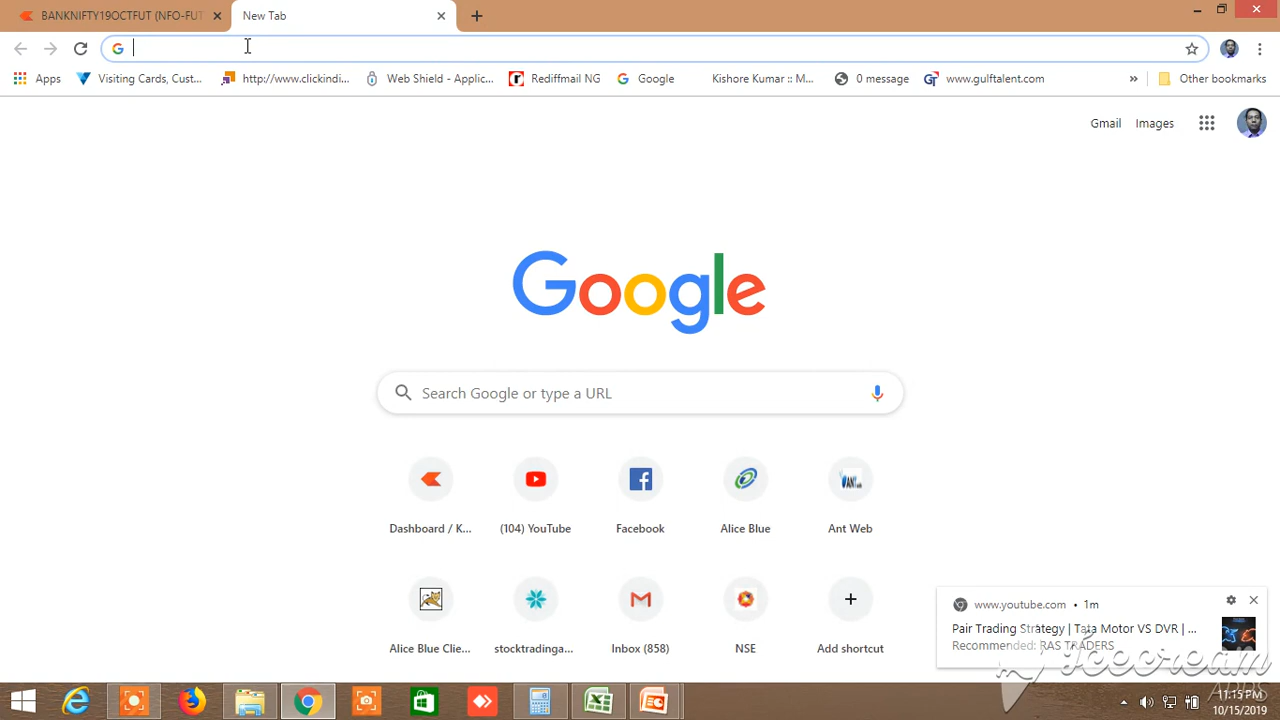 BANKNIFTY19OCTFUT (NFO-FUT
New Tab
Apps
Visiting Cards, Cust...
http://www.clickindi...
Web Shield - Applic...
Rediffmail NG
Google
Kishore Kumar :: M...
0 message
www.gulftalent.com
»
Other bookmarks
Gmail
Images
Google
Search Google or type a URL
Dashboard / K...
(104) YouTube
Facebook
Alice Blue
Ant Web
Alice Blue Clie...
stocktradinga...
Inbox (858)
NSE
Add shortcut
www.youtube.com • 1m
Pair Trading Strategy | Tata Motor VS DVR | ...
Recommended: RAS TRADERS
Icecream
APPS
11:15 PM
10/15/2019